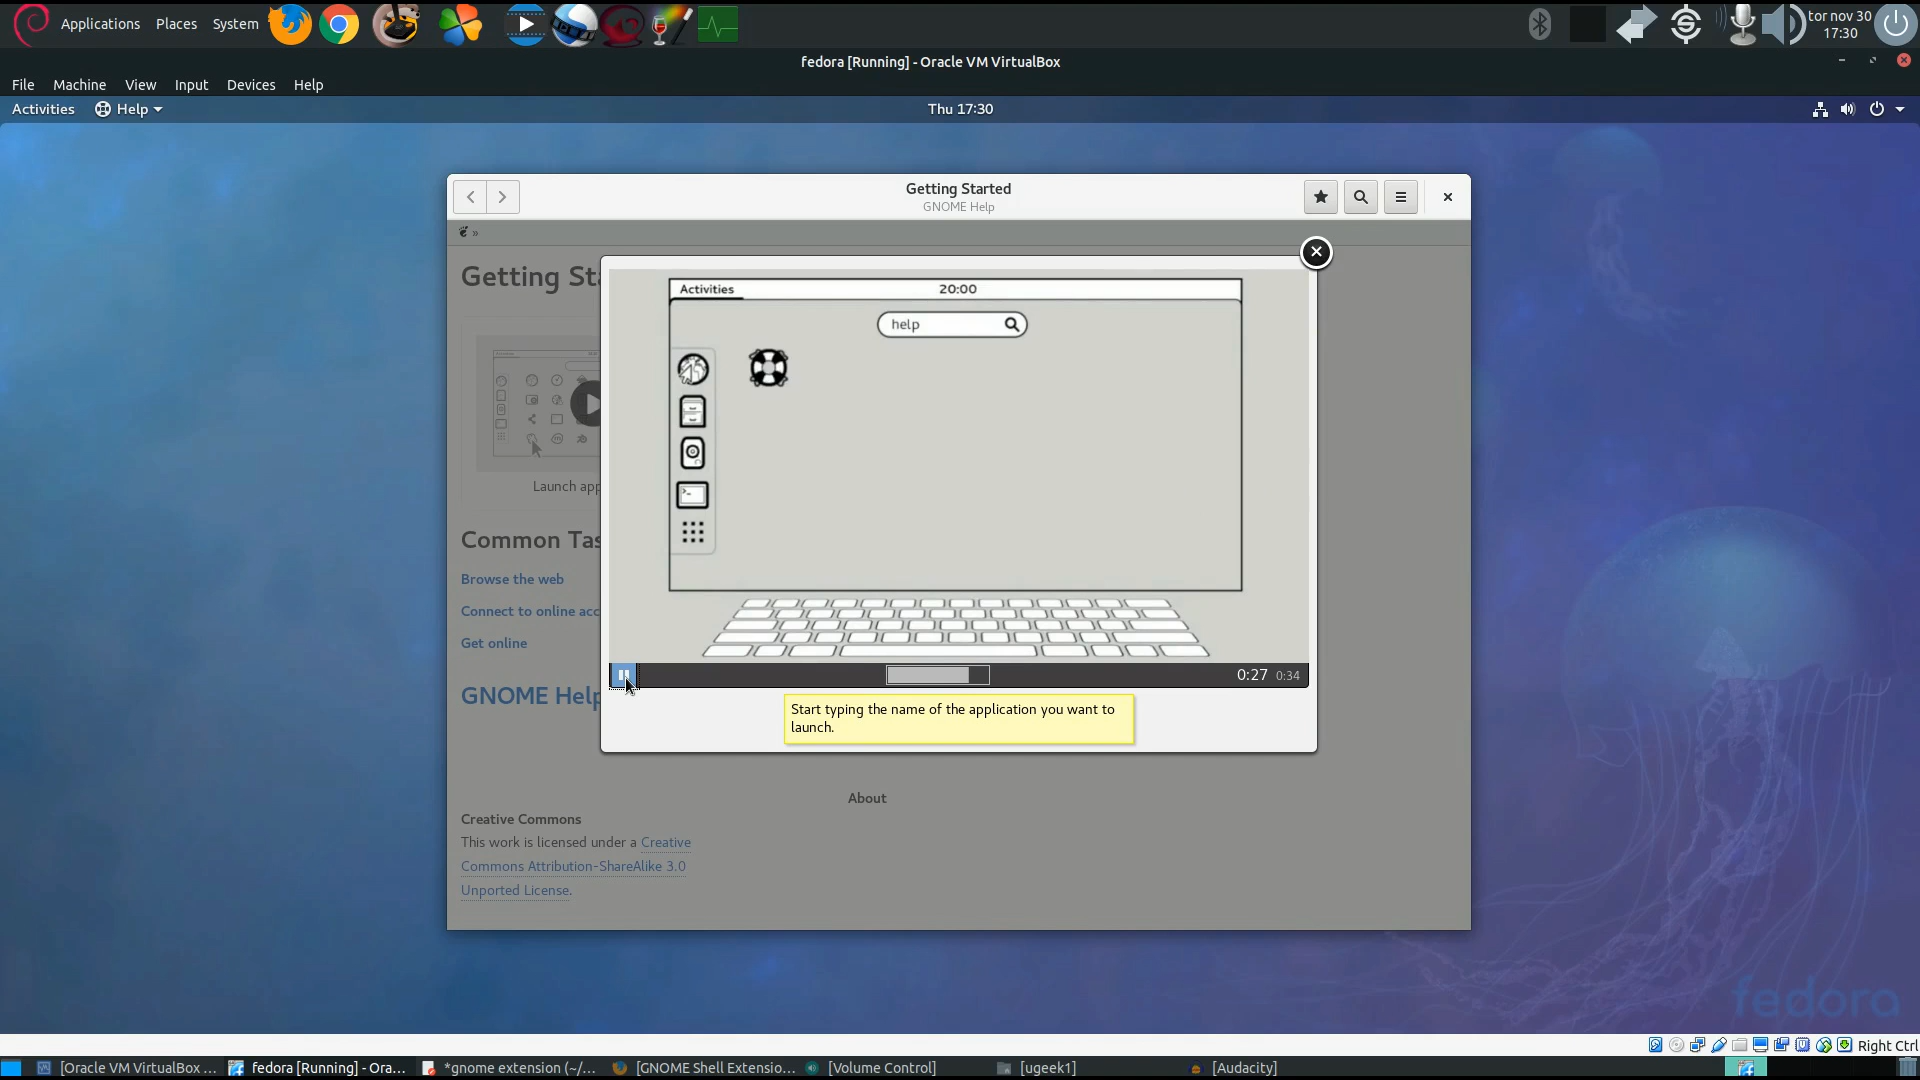 Applications Places System
tor nov 30
17:30
fedora [Running] - Oracle VM VirtualBox
File Machine View Input Devices Help
Activities Help Thu 17:30
Getting Started
GNOME Help
»
Getting Sta
Activities 20:00
help
Launch app
Common Tas
Browse the web
Connect to online acc
Get online
GNOME Help
0:27 0:34
Start typing the name of the application you want to
launch.
About
Creative Commons
This work is licensed under a Creative
Commons Attribution-ShareAlike 3.0
Unported License.
fedora
Right Ctrl
[Oracle VM VirtualBox ... fedora [Running] - Ora... *gnome extension (~/... [GNOME Shell Extensio... [Volume Control] [ugeek1] [Audacity]